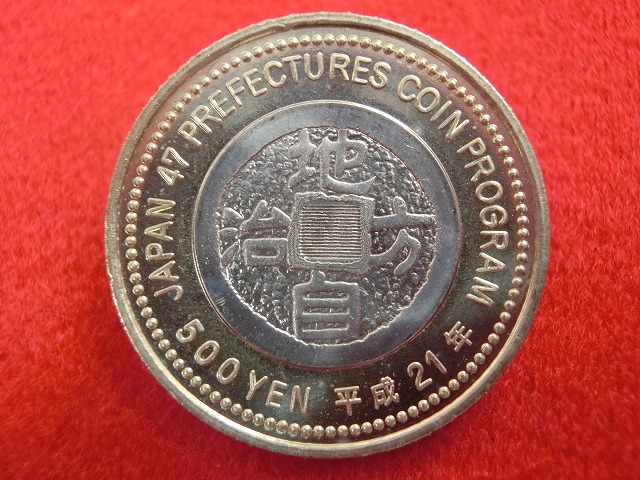 JAPAN 47 PREFECTURES COIN PROGRAM
地方自治
500YEN 平成21年